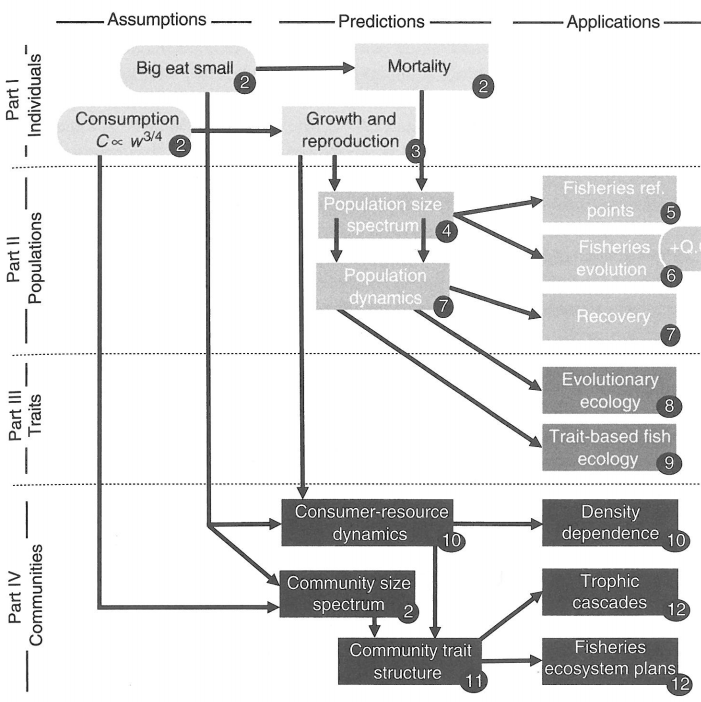 Assumptions
Predictions
Applications
Part I
Individuals
Big eat small
2
Mortality
2
Consumption
C ∝ w^3/4
2
Growth and
reproduction
3
Part II
Populations
Population size
spectrum
4
Fisheries ref.
points
5
Fisheries
evolution
6
+Q.
Population
dynamics
7
Recovery
7
Part III
Traits
Evolutionary
ecology
8
Trait-based fish
ecology
9
Part IV
Communities
Consumer-resource
dynamics
10
Density
dependence
10
Community size
spectrum
2
Trophic
cascades
12
Community trait
structure
11
Fisheries
ecosystem plans
12